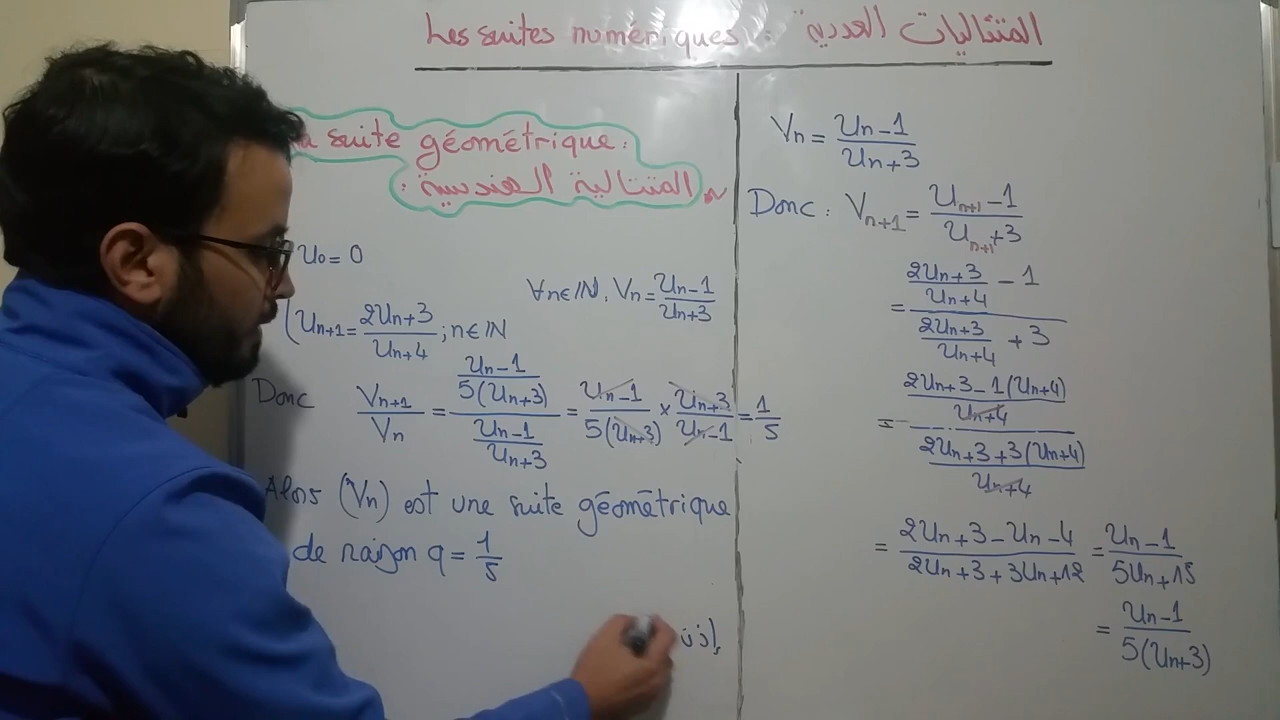 Les suites numériques : المتتاليات العددية
a suite géométrique :
المتتالية الهندسية :
U₀ = 0
Uₙ₊₁ = (2Uₙ+3)/(Uₙ+4) ; n∈ℕ
∀n∈ℕ, Vₙ = (Uₙ-1)/(Uₙ+3)
Donc Vₙ₊₁/Vₙ = ((Uₙ-1)/(5(Uₙ+3)))/((Uₙ-1)/(Uₙ+3)) = (Uₙ-1)/(5(Uₙ+3)) × (Uₙ+3)/(Uₙ-1) = 1/5
Alors (Vₙ) est une suite géométrique
de raison q = 1/5
إذن
Vₙ = (Uₙ-1)/(Uₙ+3)
Donc : Vₙ₊₁ = (Uₙ₊₁-1)/(Uₙ₊₁+3)
= ((2Uₙ+3)/(Uₙ+4) - 1)/((2Uₙ+3)/(Uₙ+4) + 3)
= ((2Uₙ+3-1(Uₙ+4))/(Uₙ+4))/((2Uₙ+3+3(Uₙ+4))/(Uₙ+4))
= (2Uₙ+3-Uₙ-4)/(2Uₙ+3+3Uₙ+12) = (Uₙ-1)/(5Uₙ+15)
= (Uₙ-1)/(5(Uₙ+3))